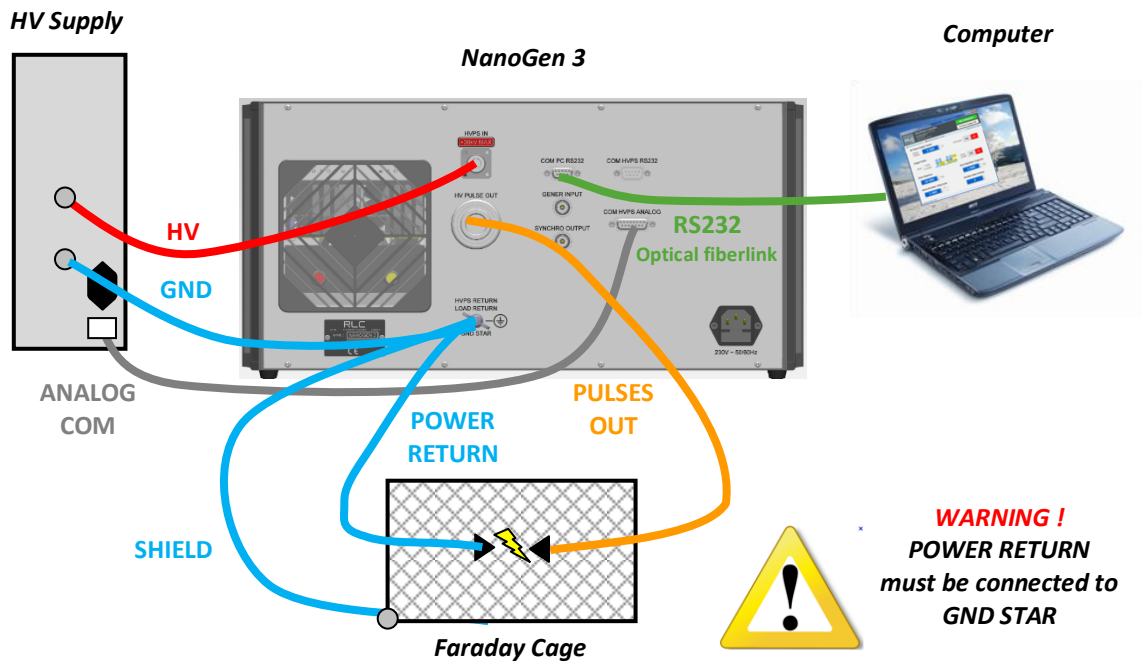 HV Supply
NanoGen 3
Computer
HVPS IN
+30kV MAX
COM PC RS232
COM HVPS RS232
HV PULSE OUT
GENER INPUT
COM HVPS ANALOG
SYNCHRO OUTPUT
HV
RS232
Optical fiberlink
GND
HVPS RETURN
LOAD RETURN
GND STAR
RLC
230V ~ 50/60Hz
ANALOG
COM
POWER
RETURN
PULSES
OUT
SHIELD
WARNING !
POWER RETURN
must be connected to
GND STAR
Faraday Cage